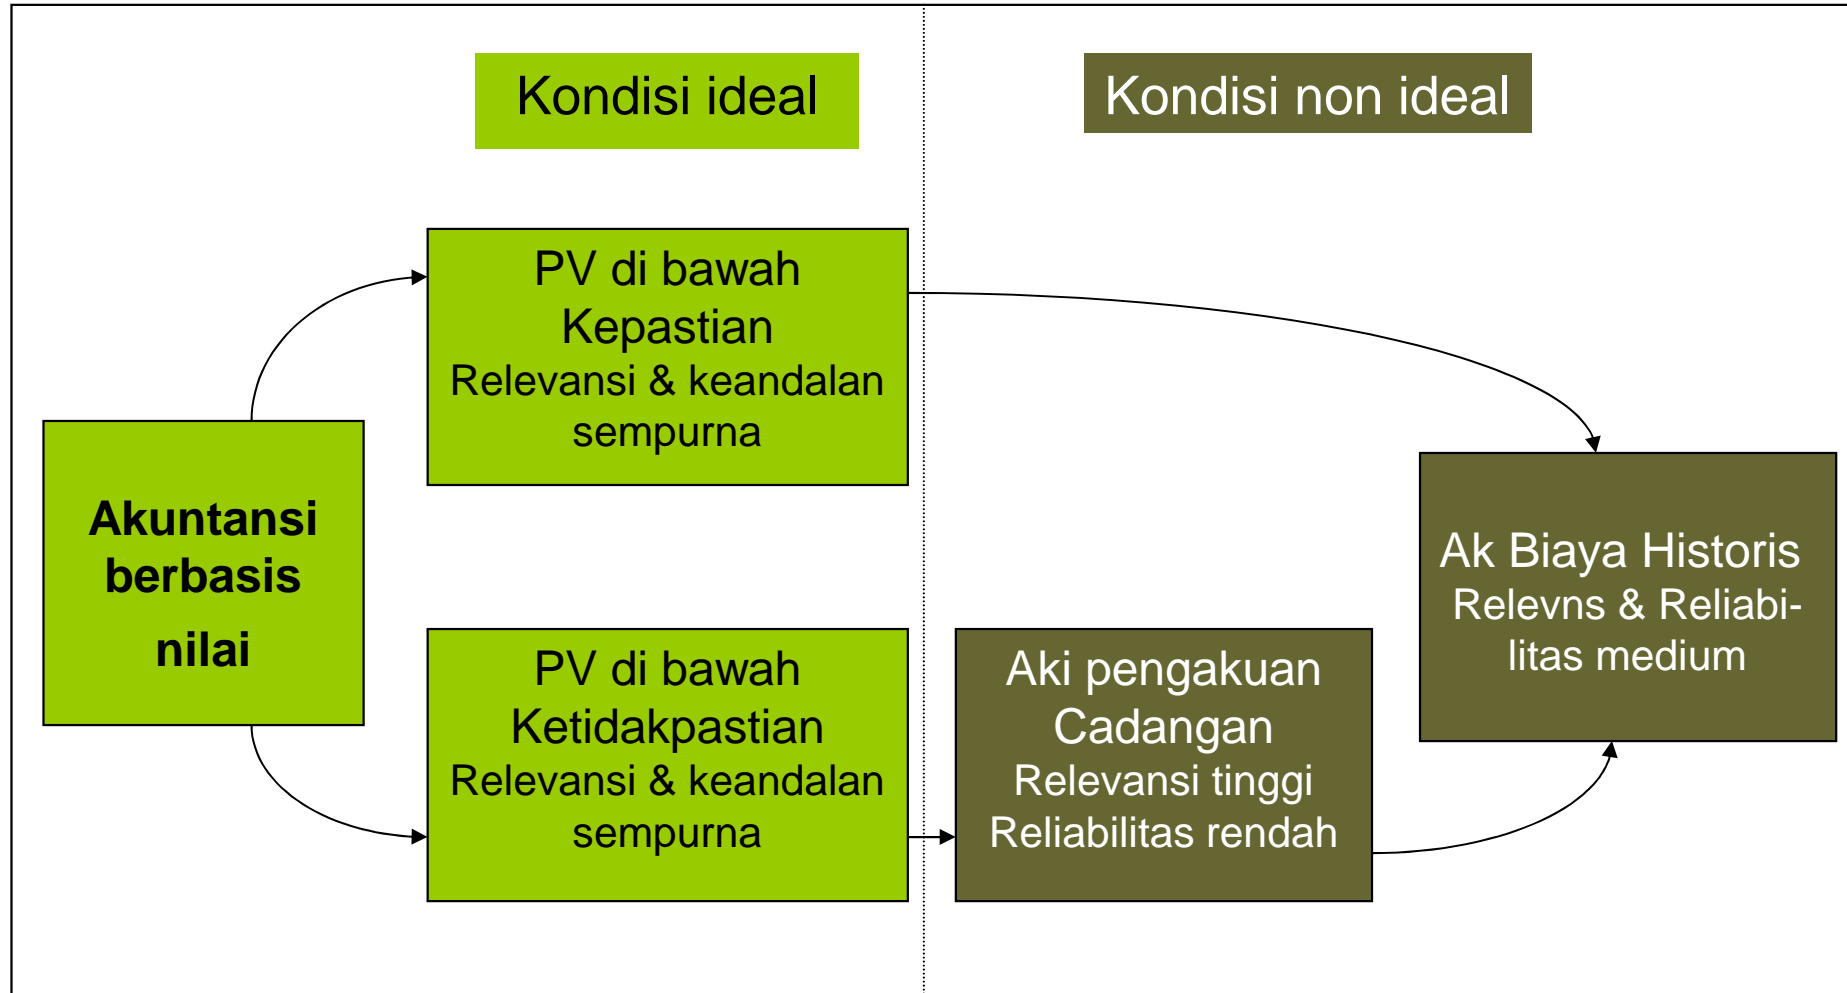 Kondisi ideal
Kondisi non ideal
PV di bawah
Kepastian
Relevansi & keandalan
sempurna
Akuntansi
berbasis
nilai
PV di bawah
Ketidakpastian
Relevansi & keandalan
sempurna
Aki pengakuan
Cadangan
Relevansi tinggi
Reliabilitas rendah
Ak Biaya Historis
Relevns & Reliabi-
litas medium